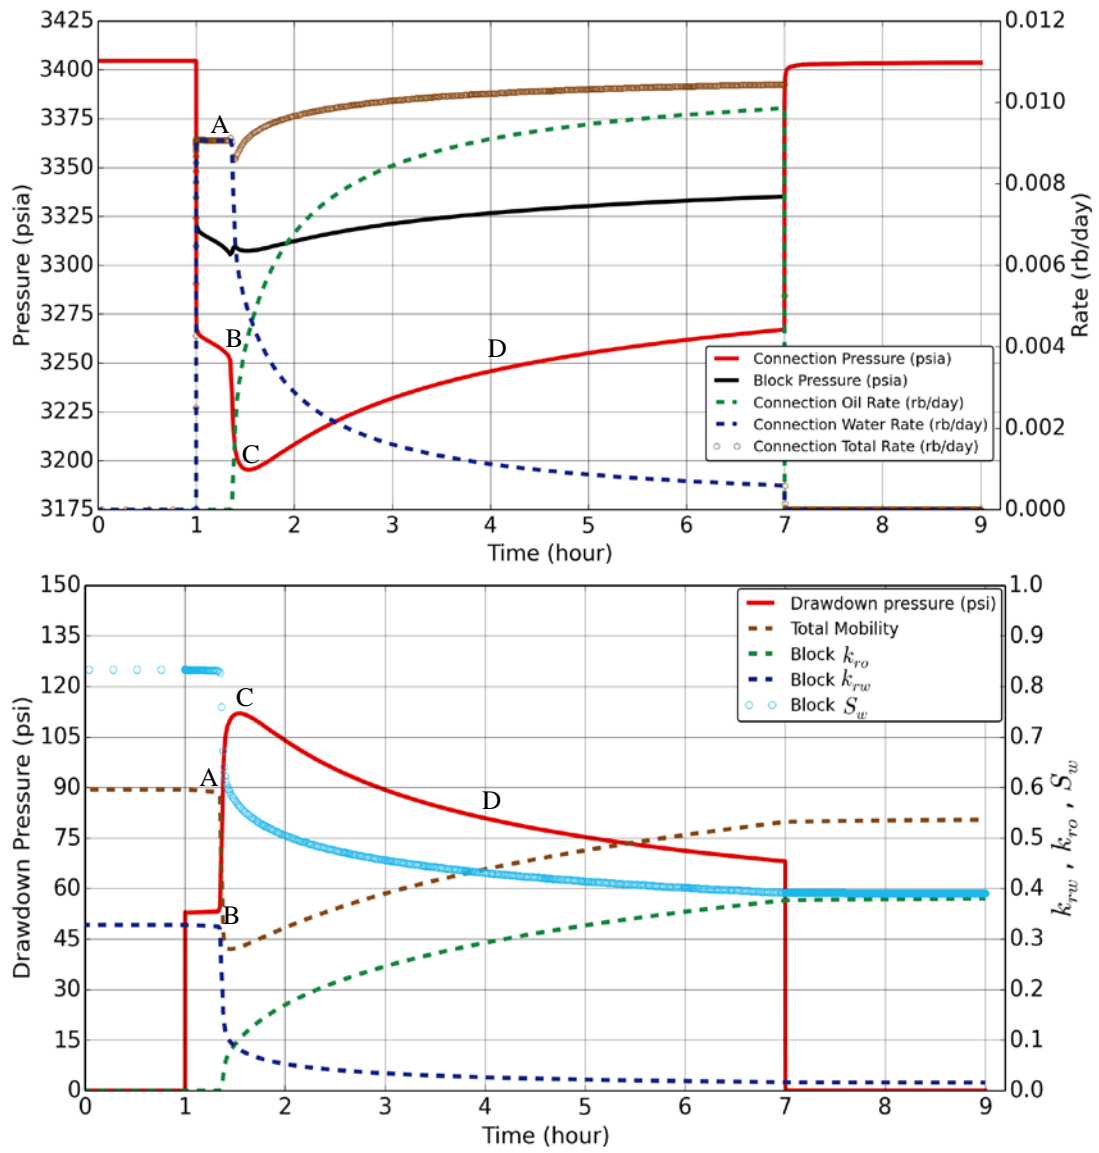 3425
3400
3375
3350
3325
3300
3275
3250
3225
3200
3175
Pressure (psia)
0.012
0.010
0.008
0.006
0.004
0.002
0.000
Rate (rb/day)
A
B
C
D
Connection Pressure (psia)
Block Pressure (psia)
Connection Oil Rate (rb/day)
Connection Water Rate (rb/day)
Connection Total Rate (rb/day)
0 1 2 3 4 5 6 7 8 9
Time (hour)
150
135
120
105
90
75
60
45
30
15
0
Drawdown Pressure (psi)
1.0
0.9
0.8
0.7
0.6
0.5
0.4
0.3
0.2
0.1
0.0
k_rw , k_ro , S_w
Drawdown pressure (psi)
Total Mobility
Block k_ro
Block k_rw
Block S_w
C
A
D
B
0 1 2 3 4 5 6 7 8 9
Time (hour)